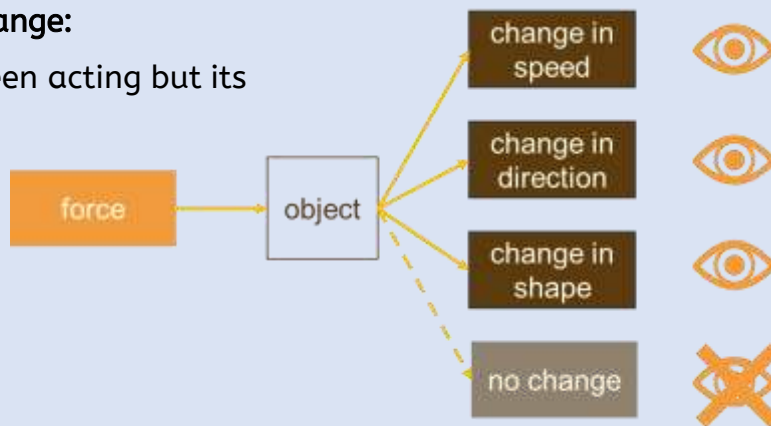 ange:
en acting but its
force
object
change in
speed
change in
direction
change in
shape
no change